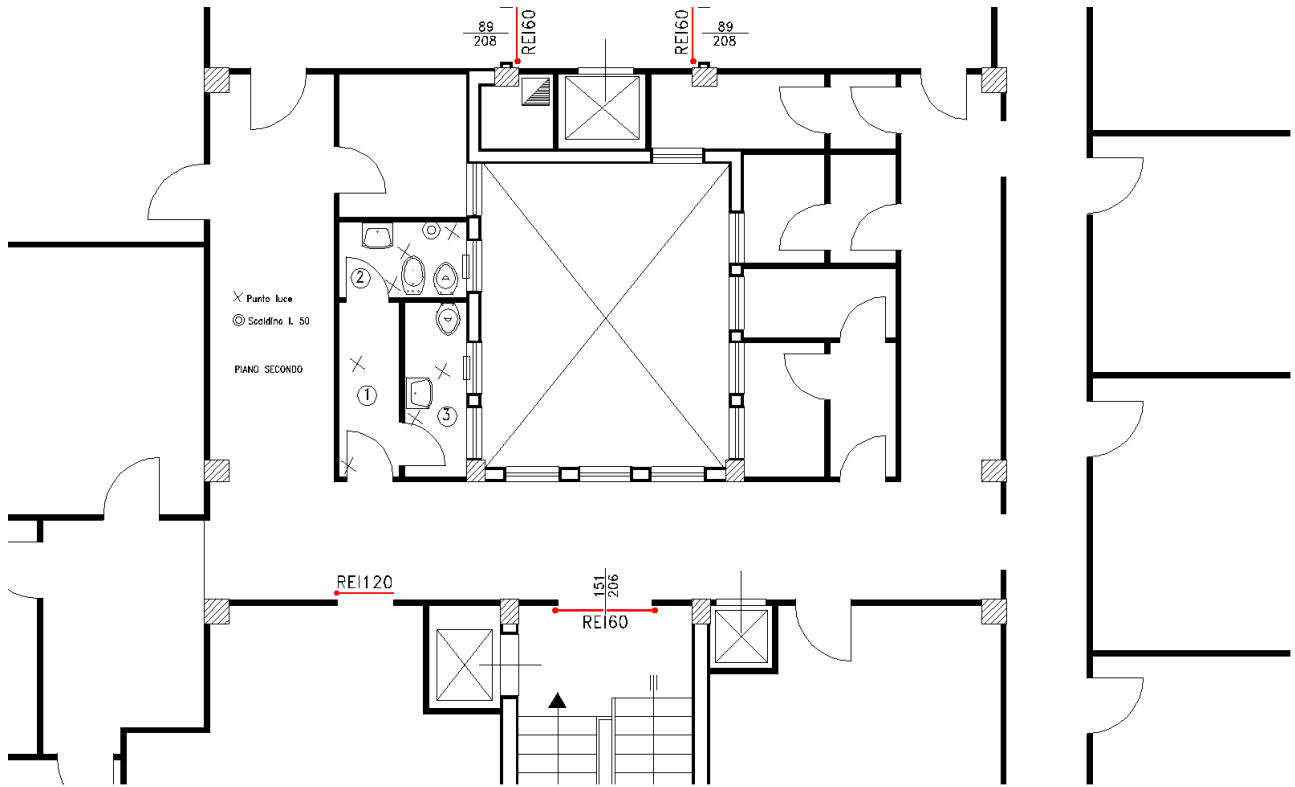 89
208
REI60
REI60
89
208
2
Punto luce
Scaldino l. 50
PIANO SECONDO
1
3
REI120
151
206
REI60